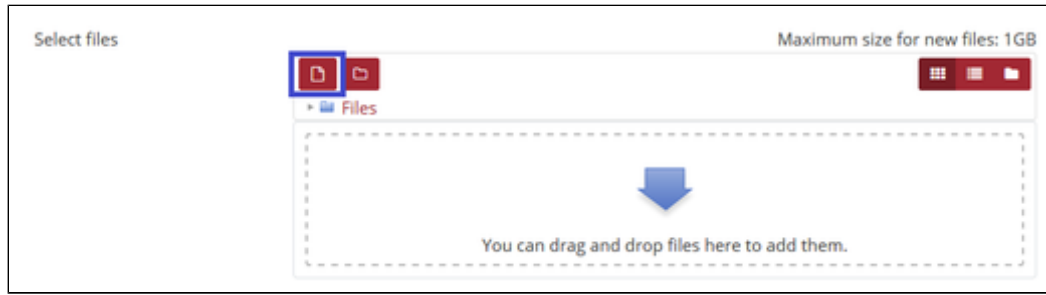 Select files
Maximum size for new files: 1GB
Files
You can drag and drop files here to add them.